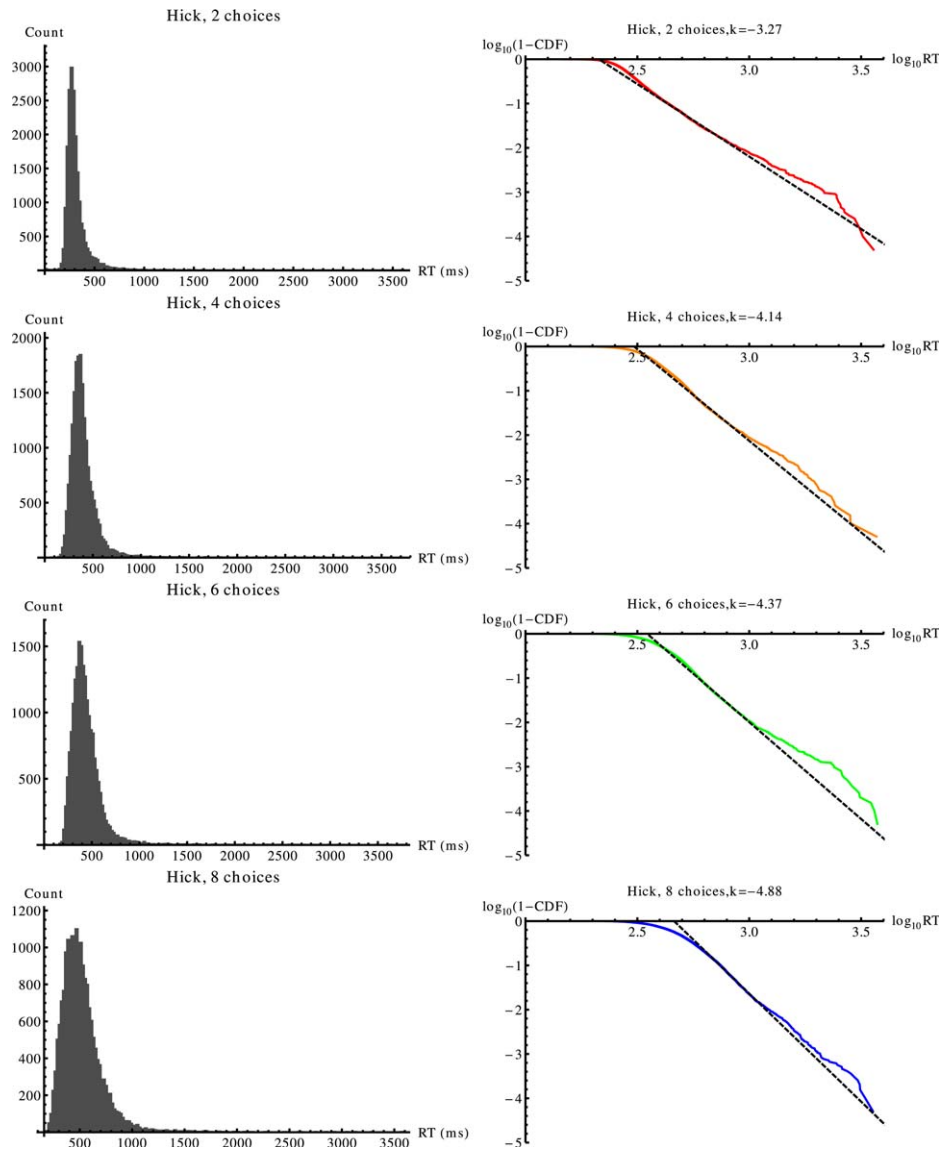 Hick, 2 choices
Count
3000
2500
2000
1500
1000
500
500 1000 1500 2000 2500 3000 3500
RT (ms)
Hick, 2 choices,k=−3.27
log10(1−CDF)
log10RT
0
2.5 3.0 3.5
−1
−2
−3
−4
−5
Hick, 4 choices
Count
2000
1500
1000
500
500 1000 1500 2000 2500 3000 3500
RT (ms)
Hick, 4 choices,k=−4.14
log10(1−CDF)
log10RT
0
2.5 3.0 3.5
−1
−2
−3
−4
−5
Hick, 6 choices
Count
1500
1000
500
500 1000 1500 2000 2500 3000 3500
RT (ms)
Hick, 6 choices,k=−4.37
log10(1−CDF)
log10RT
0
2.5 3.0 3.5
−1
−2
−3
−4
−5
Hick, 8 choices
Count
1200
1000
800
600
400
200
500 1000 1500 2000 2500 3000 3500
RT (ms)
Hick, 8 choices,k=−4.88
log10(1−CDF)
log10RT
0
2.5 3.0 3.5
−1
−2
−3
−4
−5